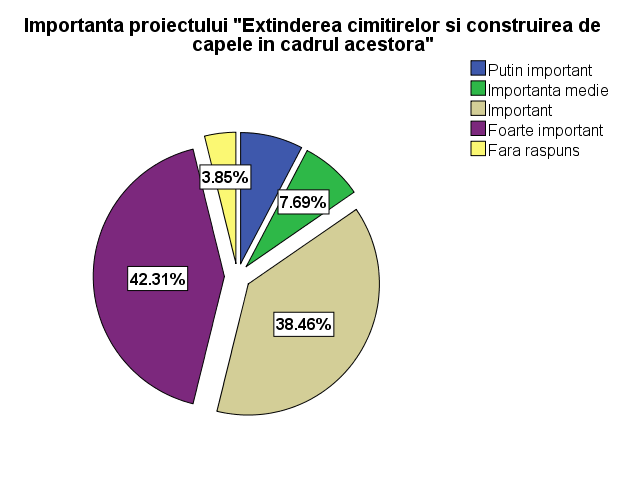 Importanta proiectului "Extinderea cimitirelor si construirea de
capele in cadrul acestora"
Putin important
Importanta medie
Important
Foarte important
Fara raspuns
3.85%
7.69%
42.31%
38.46%